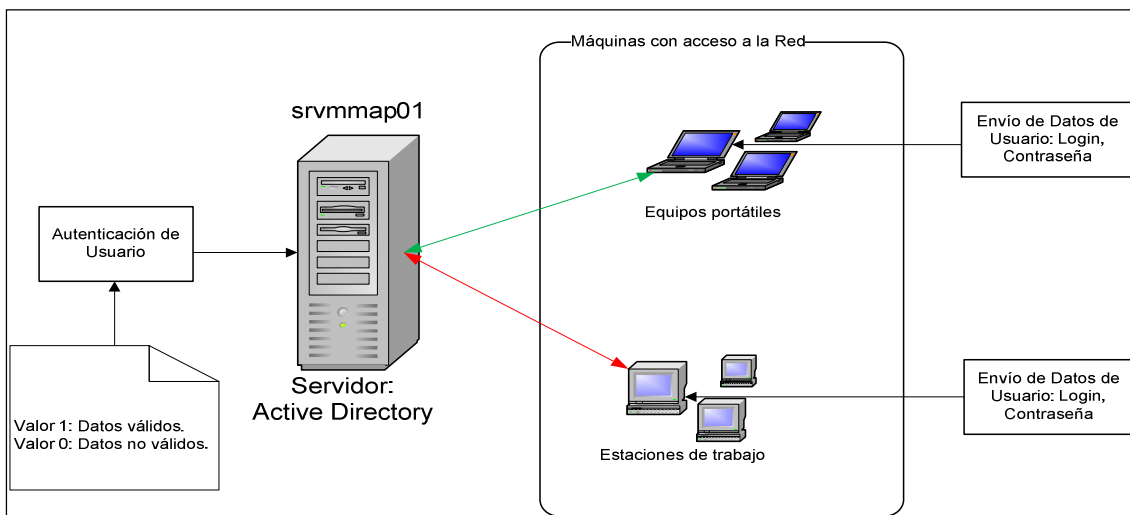 Máquinas con acceso a la Red
srvmmap01
Envío de Datos de
Usuario: Login,
Contraseña
Equipos portátiles
Autenticación de
Usuario
Servidor:
Active Directory
Valor 1: Datos válidos.
Valor 0: Datos no válidos.
Envío de Datos de
Usuario: Login,
Contraseña
Estaciones de trabajo